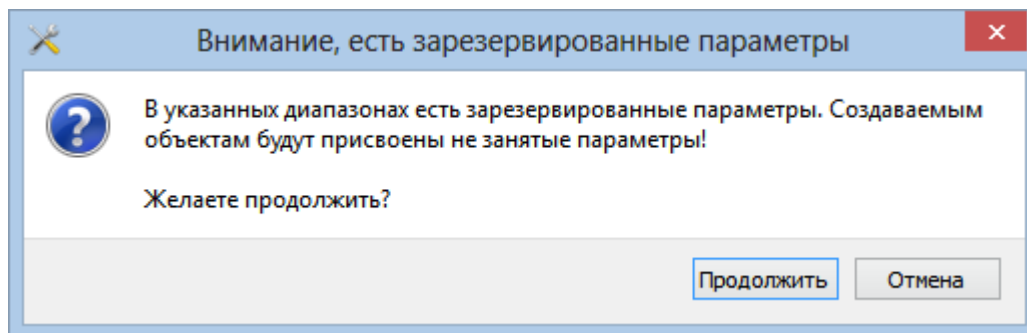 Внимание, есть зарезервированные параметры
В указанных диапазонах есть зарезервированные параметры. Создаваемым
объектам будут присвоены не занятые параметры!
Желаете продолжить?
Продолжить Отмена